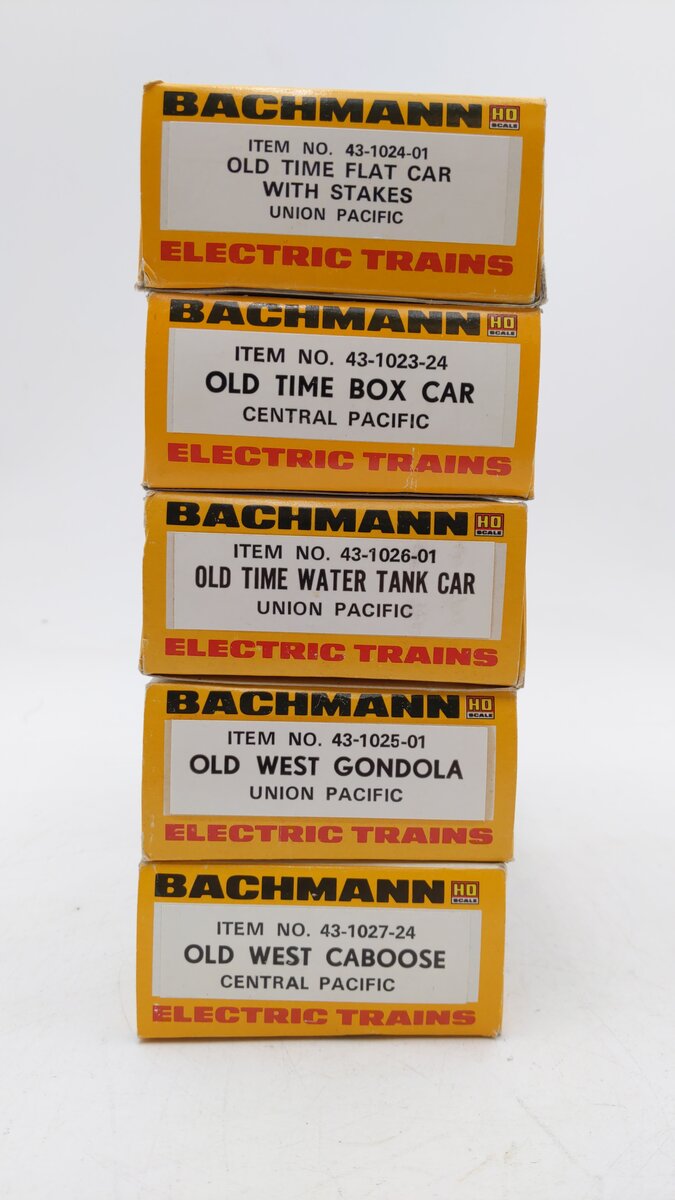 BACHMANN HO SCALE
ITEM NO. 43-1024-01
OLD TIME FLAT CAR
WITH STAKES
UNION PACIFIC
ELECTRIC TRAINS
BACHMANN HO SCALE
ITEM NO. 43-1023-24
OLD TIME BOX CAR
CENTRAL PACIFIC
ELECTRIC TRAINS
BACHMANN HO SCALE
ITEM NO. 43-1026-01
OLD TIME WATER TANK CAR
UNION PACIFIC
ELECTRIC TRAINS
BACHMANN HO SCALE
ITEM NO. 43-1025-01
OLD WEST GONDOLA
UNION PACIFIC
ELECTRIC TRAINS
BACHMANN HO SCALE
ITEM NO. 43-1027-24
OLD WEST CABOOSE
CENTRAL PACIFIC
ELECTRIC TRAINS